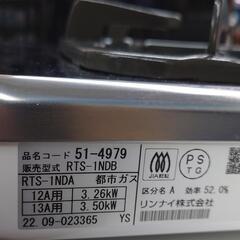 品名コード 51-4979
販売型式 RTS-1NDB
RTS-1NDA 都市ガス
12A用 3.26kW
13A用 3.50kW
22.09-023365 YS
JIA
PS
TG
区分名 A 効率 52.0%
リンナイ株式会社